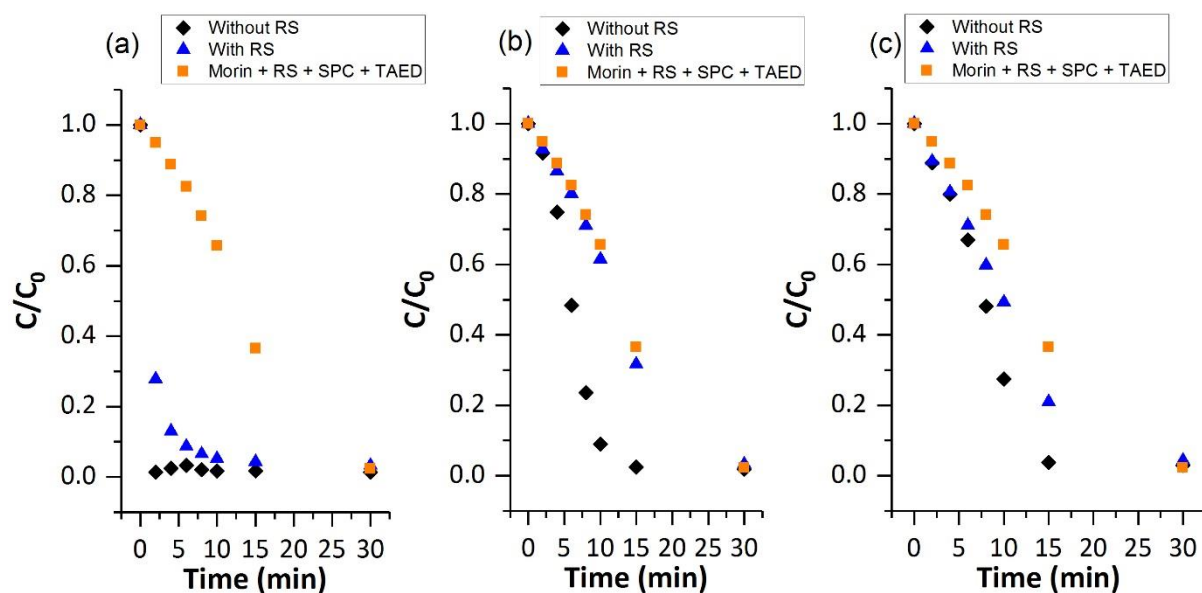 (a)
Without RS
With RS
Morin + RS + SPC + TAED
1.0
0.8
0.6
0.4
0.2
0.0
C/C0
0 5 10 15 20 25 30
Time (min)
(b)
Without RS
With RS
Morin + RS + SPC + TAED
1.0
0.8
0.6
0.4
0.2
0.0
C/C0
0 5 10 15 20 25 30
Time (min)
(c)
Without RS
With RS
Morin + RS + SPC + TAED
1.0
0.8
0.6
0.4
0.2
0.0
C/C0
0 5 10 15 20 25 30
Time (min)